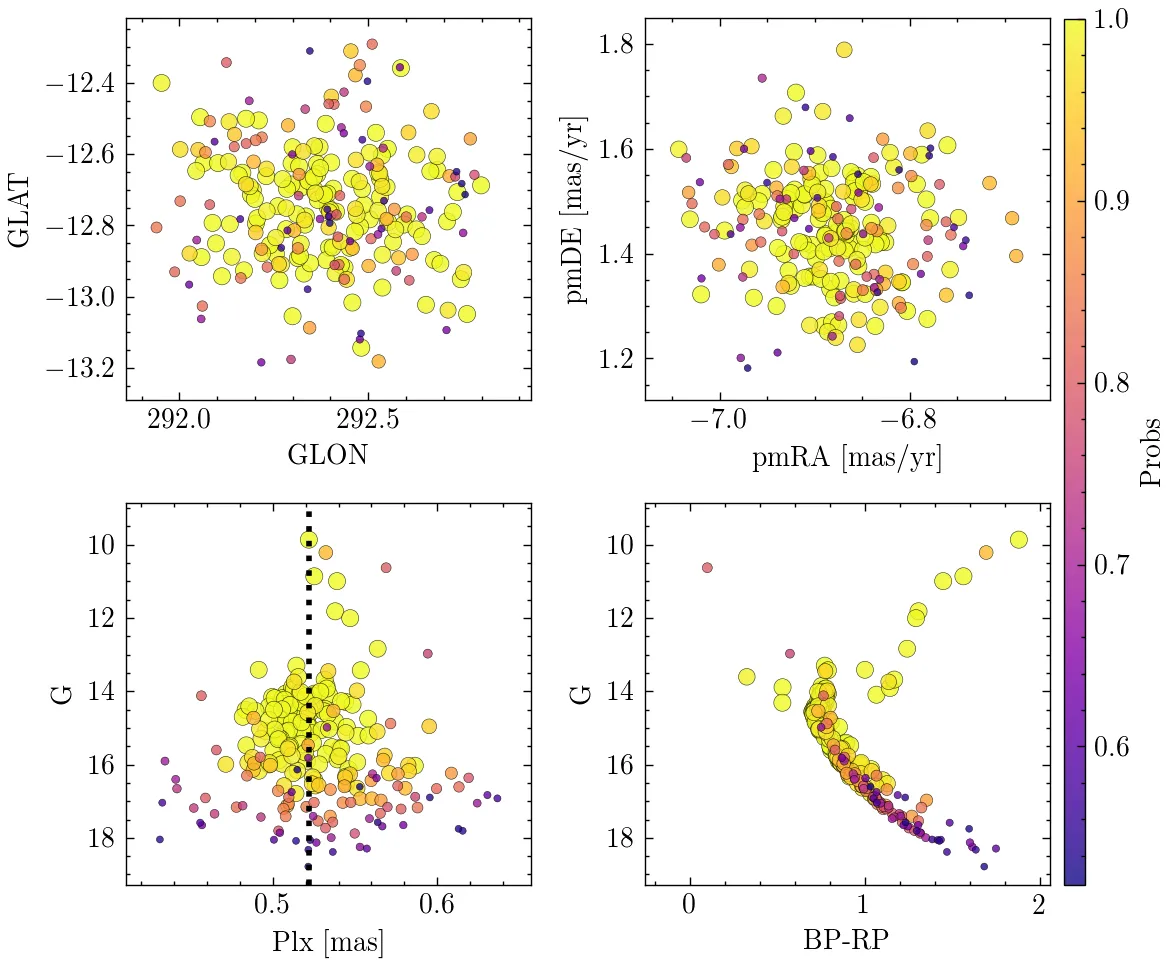 −12.4
−12.6
−12.8
−13.0
−13.2
GLAT
292.0 292.5
GLON
1.8
1.6
1.4
1.2
pmDE [mas/yr]
−7.0 −6.8
pmRA [mas/yr]
10
12
14
16
18
G
0.5 0.6
Plx [mas]
10
12
14
16
18
G
0 1 2
BP-RP
1.0
0.9
0.8
0.7
0.6
Probs